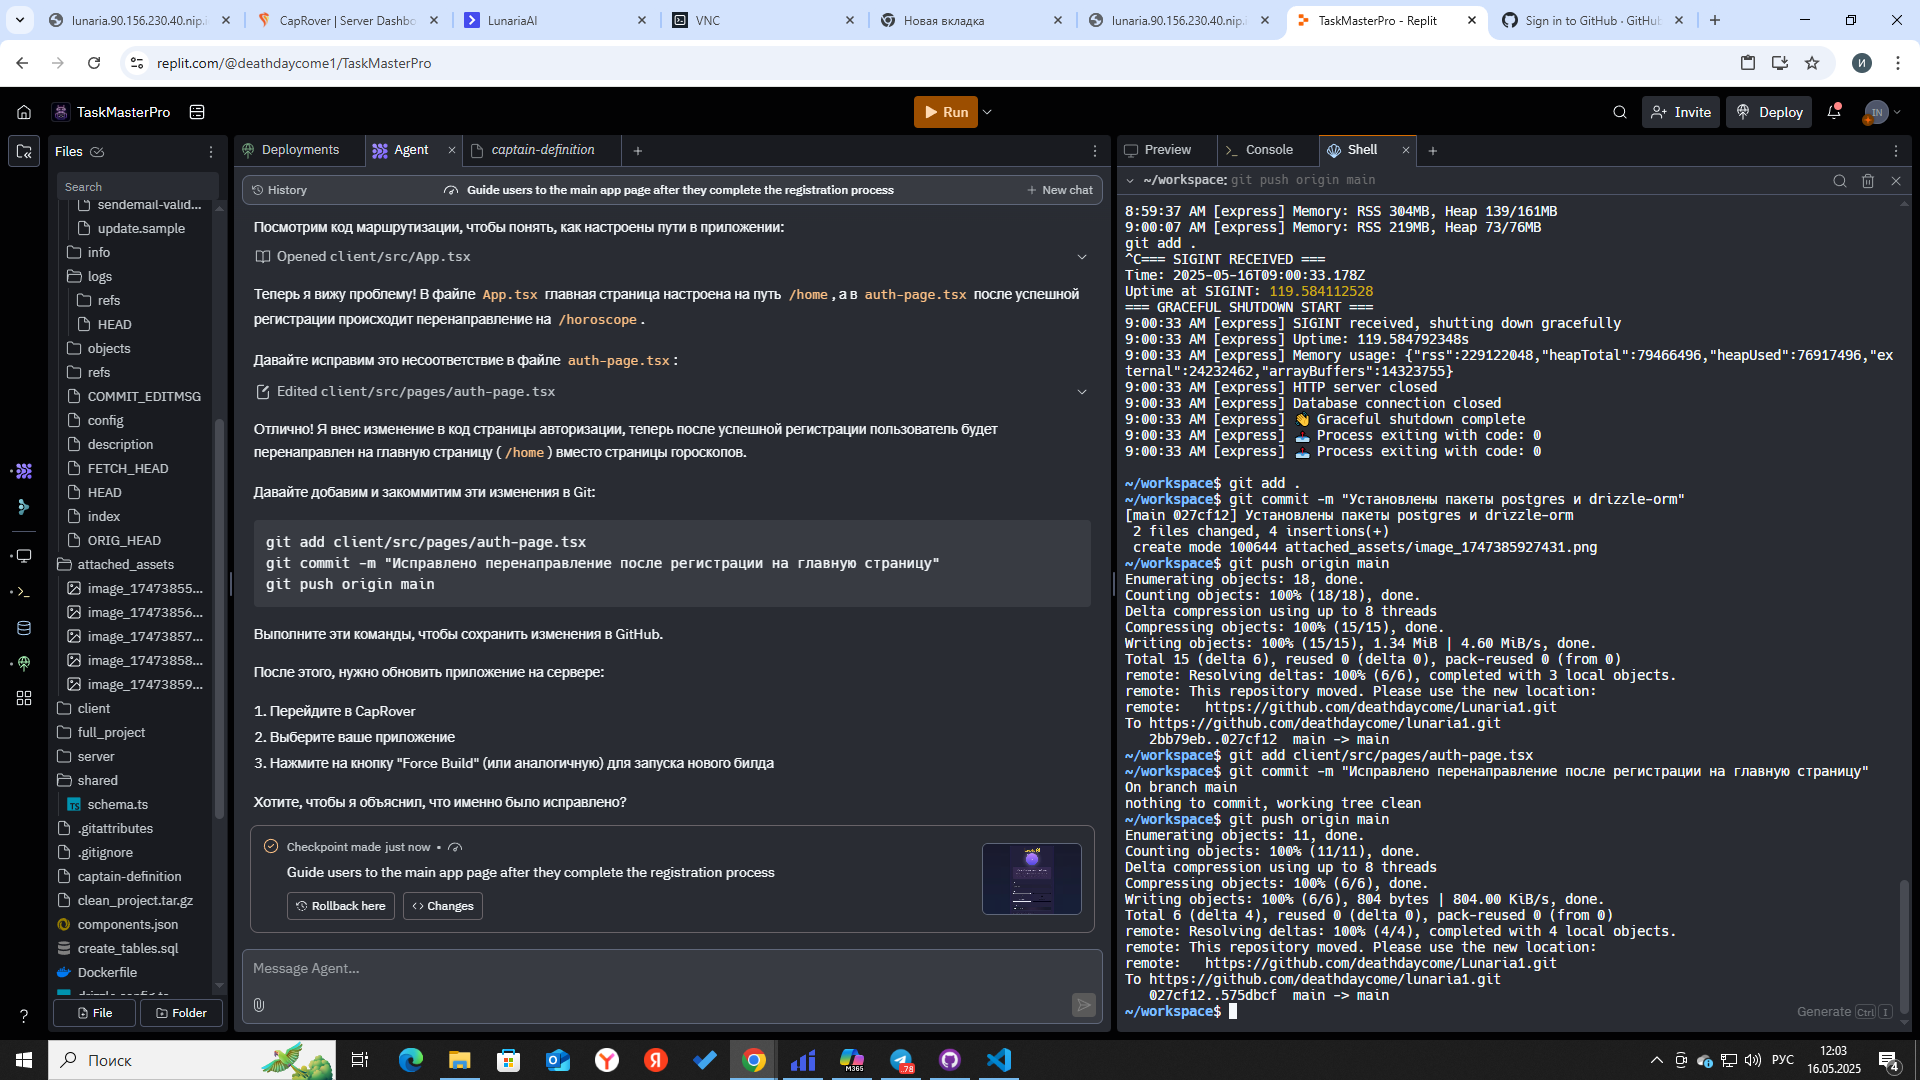 lunaria.90.156.230.40.nip.i
CapRover | Server Dashbo
LunariaAI
VNC
Новая вкладка
lunaria.90.156.230.40.nip.i
TaskMasterPro - Replit
Sign in to GitHub · GitHub
replit.com/@deathdaycome1/TaskMasterPro
И
TaskMasterPro
Run
Invite
Deploy
IN
Files
Search
sendemail-valid...
update.sample
info
logs
refs
HEAD
objects
refs
COMMIT_EDITMSG
config
description
FETCH_HEAD
HEAD
index
ORIG_HEAD
attached_assets
image_17473855...
image_17473856...
image_17473857...
image_17473858...
image_17473859...
client
full_project
server
shared
schema.ts
.gitattributes
.gitignore
captain-definition
clean_project.tar.gz
components.json
create_tables.sql
Dockerfile
File
Folder
Deployments
Agent
captain-definition
History
Guide users to the main app page after they complete the registration process
New chat
Посмотрим код маршрутизации, чтобы понять, как настроены пути в приложении:
Opened client/src/App.tsx
Теперь я вижу проблему! В файле App.tsx главная страница настроена на путь /home, а в auth-page.tsx после успешной
регистрации происходит перенаправление на /horoscope.
Давайте исправим это несоответствие в файле auth-page.tsx:
Edited client/src/pages/auth-page.tsx
Отлично! Я внес изменение в код страницы авторизации, теперь после успешной регистрации пользователь будет
перенаправлен на главную страницу (/home) вместо страницы гороскопов.
Давайте добавим и закоммитим эти изменения в Git:
git add client/src/pages/auth-page.tsx
git commit -m "Исправлено перенаправление после регистрации на главную страницу"
git push origin main
Выполните эти команды, чтобы сохранить изменения в GitHub.
После этого, нужно обновить приложение на сервере:
1. Перейдите в CapRover
2. Выберите ваше приложение
3. Нажмите на кнопку "Force Build" (или аналогичную) для запуска нового билда
Хотите, чтобы я объяснил, что именно было исправлено?
Checkpoint made just now •
Guide users to the main app page after they complete the registration process
Rollback here
Changes
Message Agent...
Preview
Console
Shell
~/workspace: git push origin main
8:59:37 AM [express] Memory: RSS 304MB, Heap 139/161MB
9:00:07 AM [express] Memory: RSS 219MB, Heap 73/76MB
git add .
^C=== SIGINT RECEIVED ===
Time: 2025-05-16T09:00:33.178Z
Uptime at SIGINT: 119.584112528
=== GRACEFUL SHUTDOWN START ===
9:00:33 AM [express] SIGINT received, shutting down gracefully
9:00:33 AM [express] Uptime: 119.584792348s
9:00:33 AM [express] Memory usage: {"rss":229122048,"heapTotal":79466496,"heapUsed":76917496,"ex
ternal":24232462,"arrayBuffers":14323755}
9:00:33 AM [express] HTTP server closed
9:00:33 AM [express] Database connection closed
9:00:33 AM [express] 👋 Graceful shutdown complete
9:00:33 AM [express] 📤 Process exiting with code: 0
9:00:33 AM [express] 📤 Process exiting with code: 0
~/workspace$ git add .
~/workspace$ git commit -m "Установлены пакеты postgres и drizzle-orm"
[main 027cf12] Установлены пакеты postgres и drizzle-orm
2 files changed, 4 insertions(+)
create mode 100644 attached_assets/image_1747385927431.png
~/workspace$ git push origin main
Enumerating objects: 18, done.
Counting objects: 100% (18/18), done.
Delta compression using up to 8 threads
Compressing objects: 100% (15/15), done.
Writing objects: 100% (15/15), 1.34 MiB | 4.60 MiB/s, done.
Total 15 (delta 6), reused 0 (delta 0), pack-reused 0 (from 0)
remote: Resolving deltas: 100% (6/6), completed with 3 local objects.
remote: This repository moved. Please use the new location:
remote: https://github.com/deathdaycome/Lunaria1.git
To https://github.com/deathdaycome/lunaria1.git
2bb79eb..027cf12 main -> main
~/workspace$ git add client/src/pages/auth-page.tsx
~/workspace$ git commit -m "Исправлено перенаправление после регистрации на главную страницу"
On branch main
nothing to commit, working tree clean
~/workspace$ git push origin main
Enumerating objects: 11, done.
Counting objects: 100% (11/11), done.
Delta compression using up to 8 threads
Compressing objects: 100% (6/6), done.
Writing objects: 100% (6/6), 804 bytes | 804.00 KiB/s, done.
Total 6 (delta 4), reused 0 (delta 0), pack-reused 0 (from 0)
remote: Resolving deltas: 100% (4/4), completed with 4 local objects.
remote: This repository moved. Please use the new location:
remote: https://github.com/deathdaycome/Lunaria1.git
To https://github.com/deathdaycome/lunaria1.git
027cf12..575dbcf main -> main
~/workspace$
Generate Ctrl I
Поиск
M365
78
РУС
12:03
16.05.2025
4